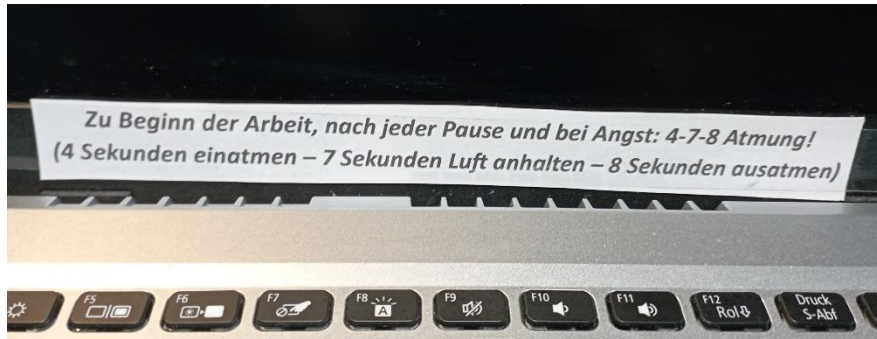 Zu Beginn der Arbeit, nach jeder Pause und bei Angst: 4-7-8 Atmung!
(4 Sekunden einatmen – 7 Sekunden Luft anhalten – 8 Sekunden ausatmen)
F5 F6 F7 F8 A F9 F10 F11 F12 Rol Druck
S-Abf